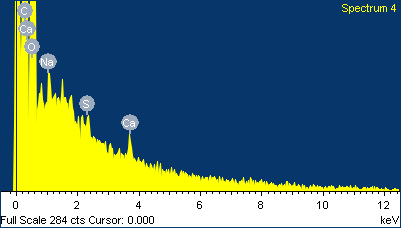 Spectrum 4
C
Ca
O
Na
S
Ca
0 2 4 6 8 10 12
Full Scale 284 cts Cursor: 0.000 keV